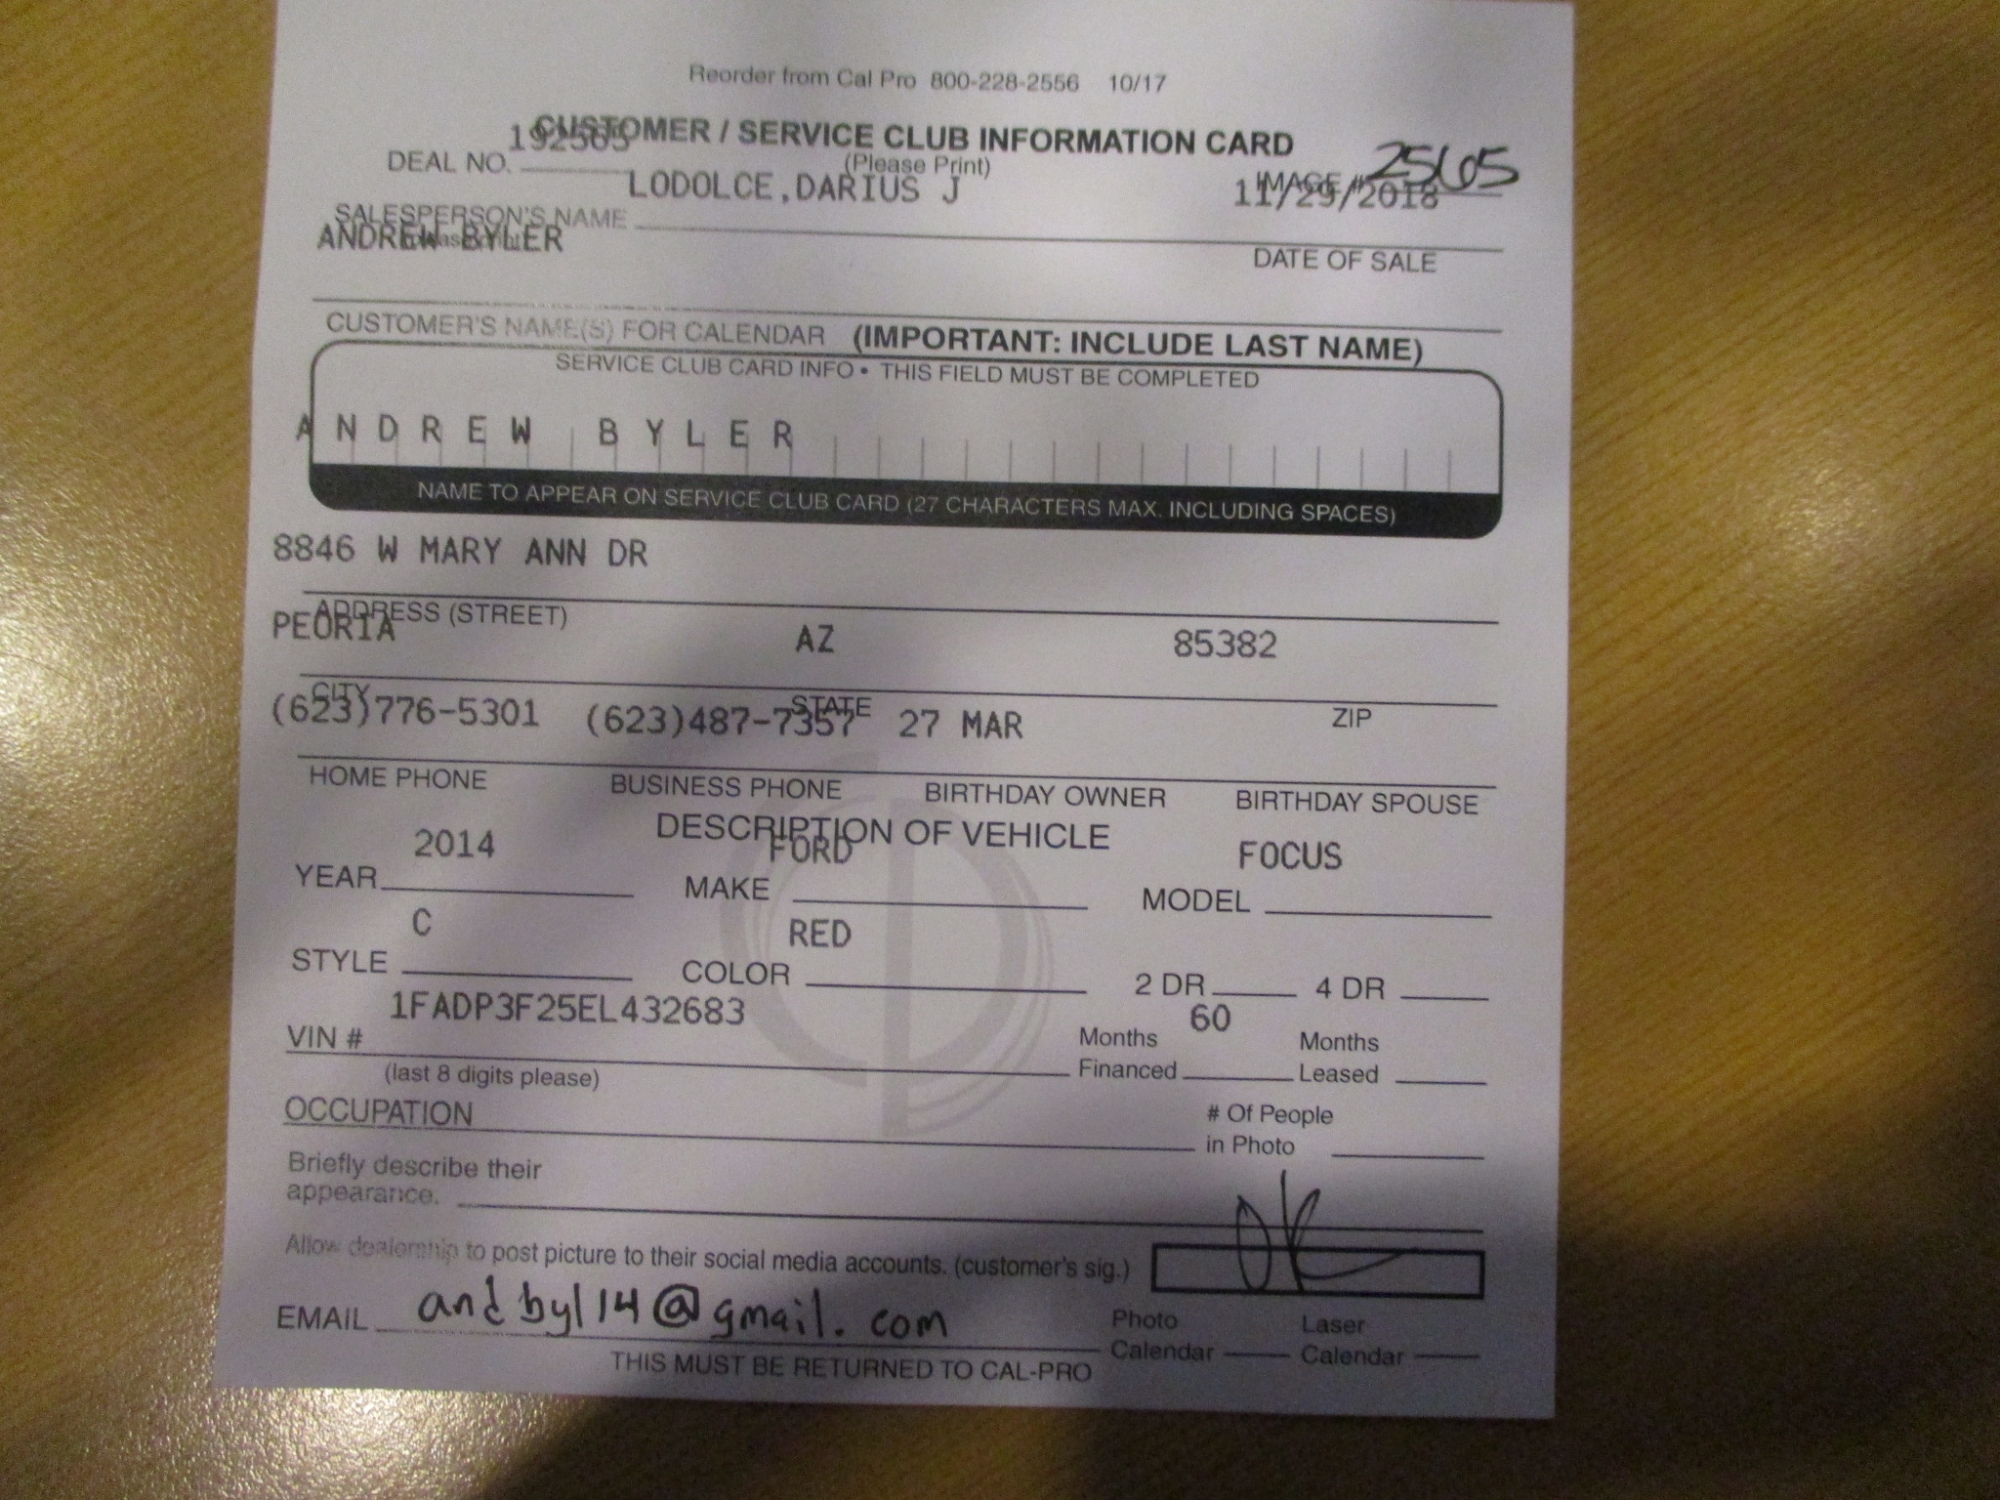 Reorder from Cal Pro 800-228-2556 10/17
CUSTOMER / SERVICE CLUB INFORMATION CARD
192565
DEAL NO.
(Please Print)
LODOLCE,DARIUS J
IMAGE #
25605
11/29/2018
SALESPERSON'S NAME
ANDREW BYLER
DATE OF SALE
CUSTOMER'S NAME(S) FOR CALENDAR (IMPORTANT: INCLUDE LAST NAME)
SERVICE CLUB CARD INFO • THIS FIELD MUST BE COMPLETED
ANDREW BYLER
NAME TO APPEAR ON SERVICE CLUB CARD (27 CHARACTERS MAX. INCLUDING SPACES)
8846 W MARY ANN DR
ADDRESS (STREET)
PEORIA AZ 85382
CITY STATE ZIP
(623)776-5301 (623)487-7357 27 MAR
HOME PHONE BUSINESS PHONE BIRTHDAY OWNER BIRTHDAY SPOUSE
DESCRIPTION OF VEHICLE
2014 FORD FOCUS
YEAR MAKE MODEL
C RED
STYLE COLOR 2 DR 4 DR
1FADP3F25EL432683 60
VIN # Months Financed Months Leased
(last 8 digits please)
OCCUPATION # Of People in Photo
Briefly describe their
appearance.
Allow dealership to post picture to their social media accounts. (customer's sig.)
EMAIL andbyl14@gmail.com Photo Calendar Laser Calendar
THIS MUST BE RETURNED TO CAL-PRO